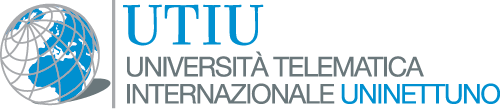 UTIU
UNIVERSITÀ TELEMATICA
INTERNAZIONALE UNINETTUNO